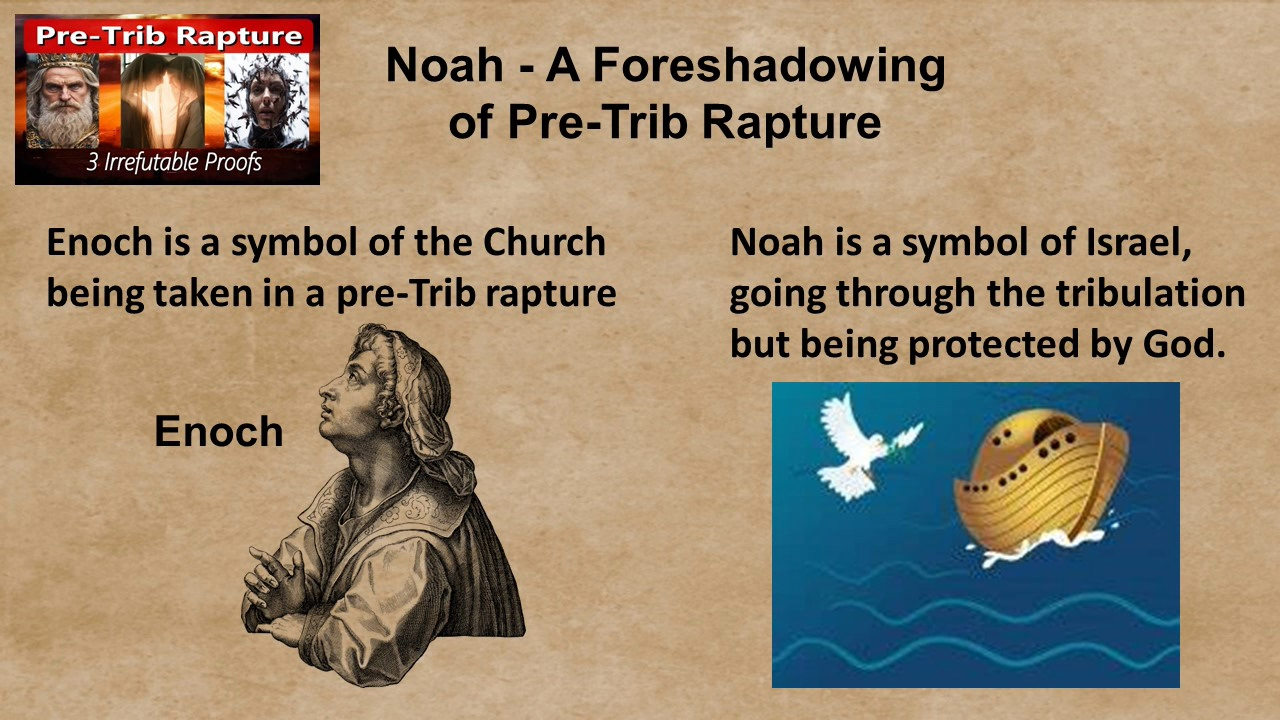 Pre-Trib Rapture
3 Irrefutable Proofs
Noah - A Foreshadowing
of Pre-Trib Rapture
Enoch is a symbol of the Church
being taken in a pre-Trib rapture
Enoch
Noah is a symbol of Israel,
going through the tribulation
but being protected by God.